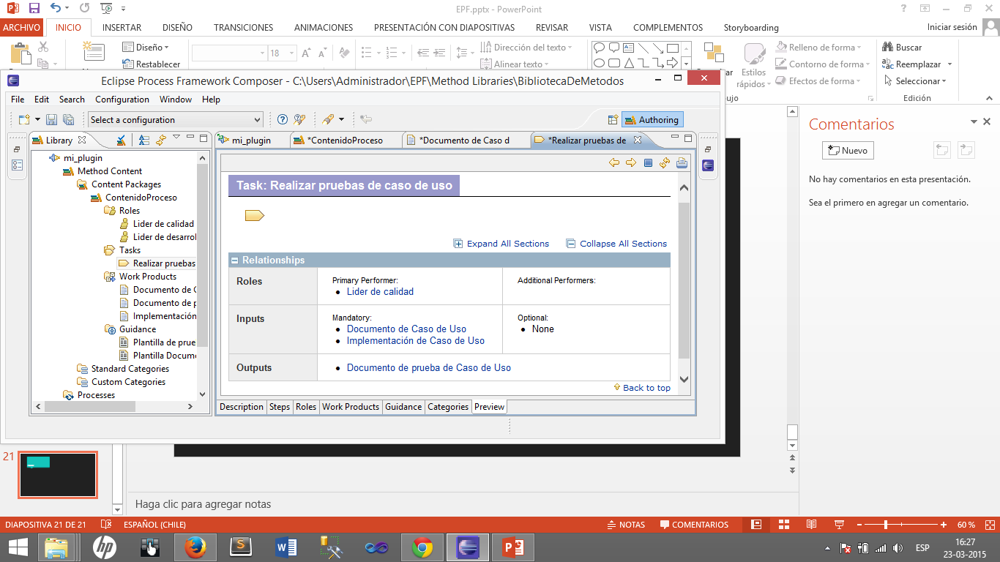 EPF.pptx - PowerPoint
ARCHIVO INICIO INSERTAR DISEÑO TRANSICIONES ANIMACIONES PRESENTACIÓN CON DIAPOSITIVAS REVISAR VISTA COMPLEMENTOS Storyboarding Iniciar sesión
Diseño
Restablecer
18
Dirección del texto
Alinear texto
Estilos
rápidos
Relleno de forma
Contorno de forma
Efectos de forma
Buscar
Reemplazar
Seleccionar
Edición
Eclipse Process Framework Composer - C:\Users\Administrador\EPF\Method Libraries\BibliotecaDeMetodos
File Edit Search Configuration Window Help
Select a configuration
Authoring
Library
mi_plugin
Method Content
Content Packages
ContenidoProceso
Roles
Lider de calidad
Lider de desarrol
Tasks
Realizar pruebas
Work Products
Documento de C
Documento de p
Implementación
Guidance
Plantilla de prue
Plantilla Docume
Standard Categories
Custom Categories
Processes
mi_plugin *ContenidoProceso *Documento de Caso d *Realizar pruebas de
Task: Realizar pruebas de caso de uso
Expand All Sections Collapse All Sections
Relationships
Roles
Primary Performer:
Lider de calidad
Additional Performers:
Inputs
Mandatory:
Documento de Caso de Uso
Implementación de Caso de Uso
Optional:
None
Outputs
Documento de prueba de Caso de Uso
Back to top
Description Steps Roles Work Products Guidance Categories Preview
Comentarios
Nuevo
No hay comentarios en esta presentación.
Sea el primero en agregar un comentario.
21
Haga clic para agregar notas
DIAPOSITIVA 21 DE 21 ESPAÑOL (CHILE) NOTAS COMENTARIOS 60 %
ESP
16:27
23-03-2015